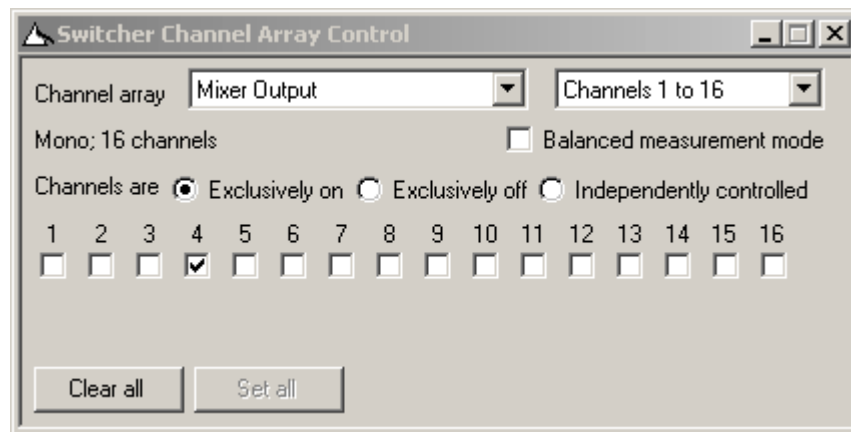 Switcher Channel Array Control
Channel array Mixer Output Channels 1 to 16
Mono; 16 channels Balanced measurement mode
Channels are Exclusively on Exclusively off Independently controlled
1 2 3 4 5 6 7 8 9 10 11 12 13 14 15 16
Clear all Set all